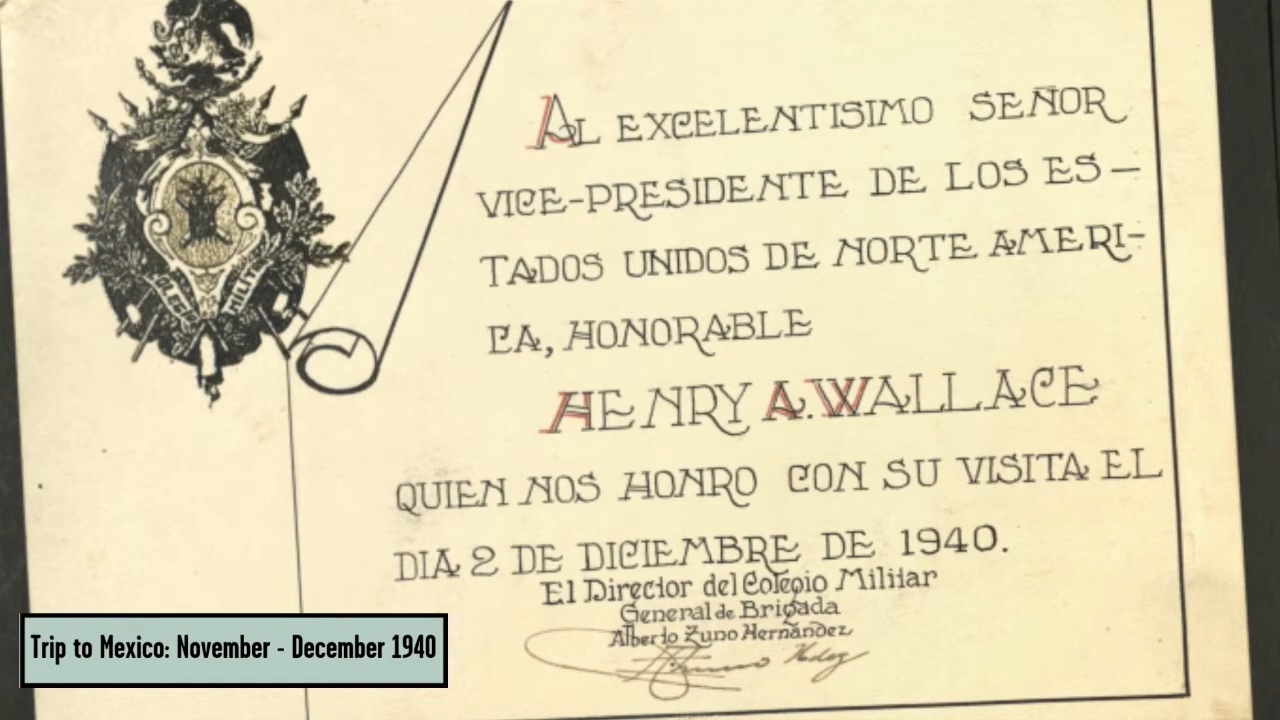 COLEGIO MILITAR
AL EXCELENTISIMO SEÑOR
VICE-PRESIDENTE DE LOS ES-
TADOS UNIDOS DE NORTE AMERI-
CA, HONORABLE
HENRY A. WALLACE
QUIEN NOS HONRO CON SU VISITA EL
DIA 2 DE DICIEMBRE DE 1940.
El Director del Colegio Militar
General de Brigada
Alberto Zuno Hernández
Trip to Mexico: November - December 1940